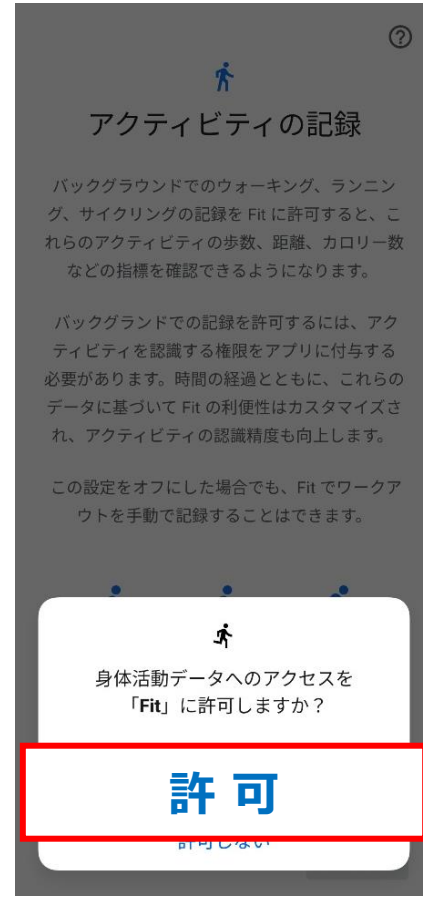 アクティビティの記録
バックグラウンドでのウォーキング、ランニン
グ、サイクリングの記録を Fit に許可すると、こ
れらのアクティビティの歩数、距離、カロリー数
などの指標を確認できるようになります。
バックグランドでの記録を許可するには、アク
ティビティを認識する権限をアプリに付与する
必要があります。時間の経過とともに、これらの
データに基づいて Fit の利便性はカスタマイズさ
れ、アクティビティの認識精度も向上します。
この設定をオフにした場合でも、Fit でワークア
ウトを手動で記録することはできます。
身体活動データへのアクセスを
「Fit」に許可しますか？
許可
許可しない